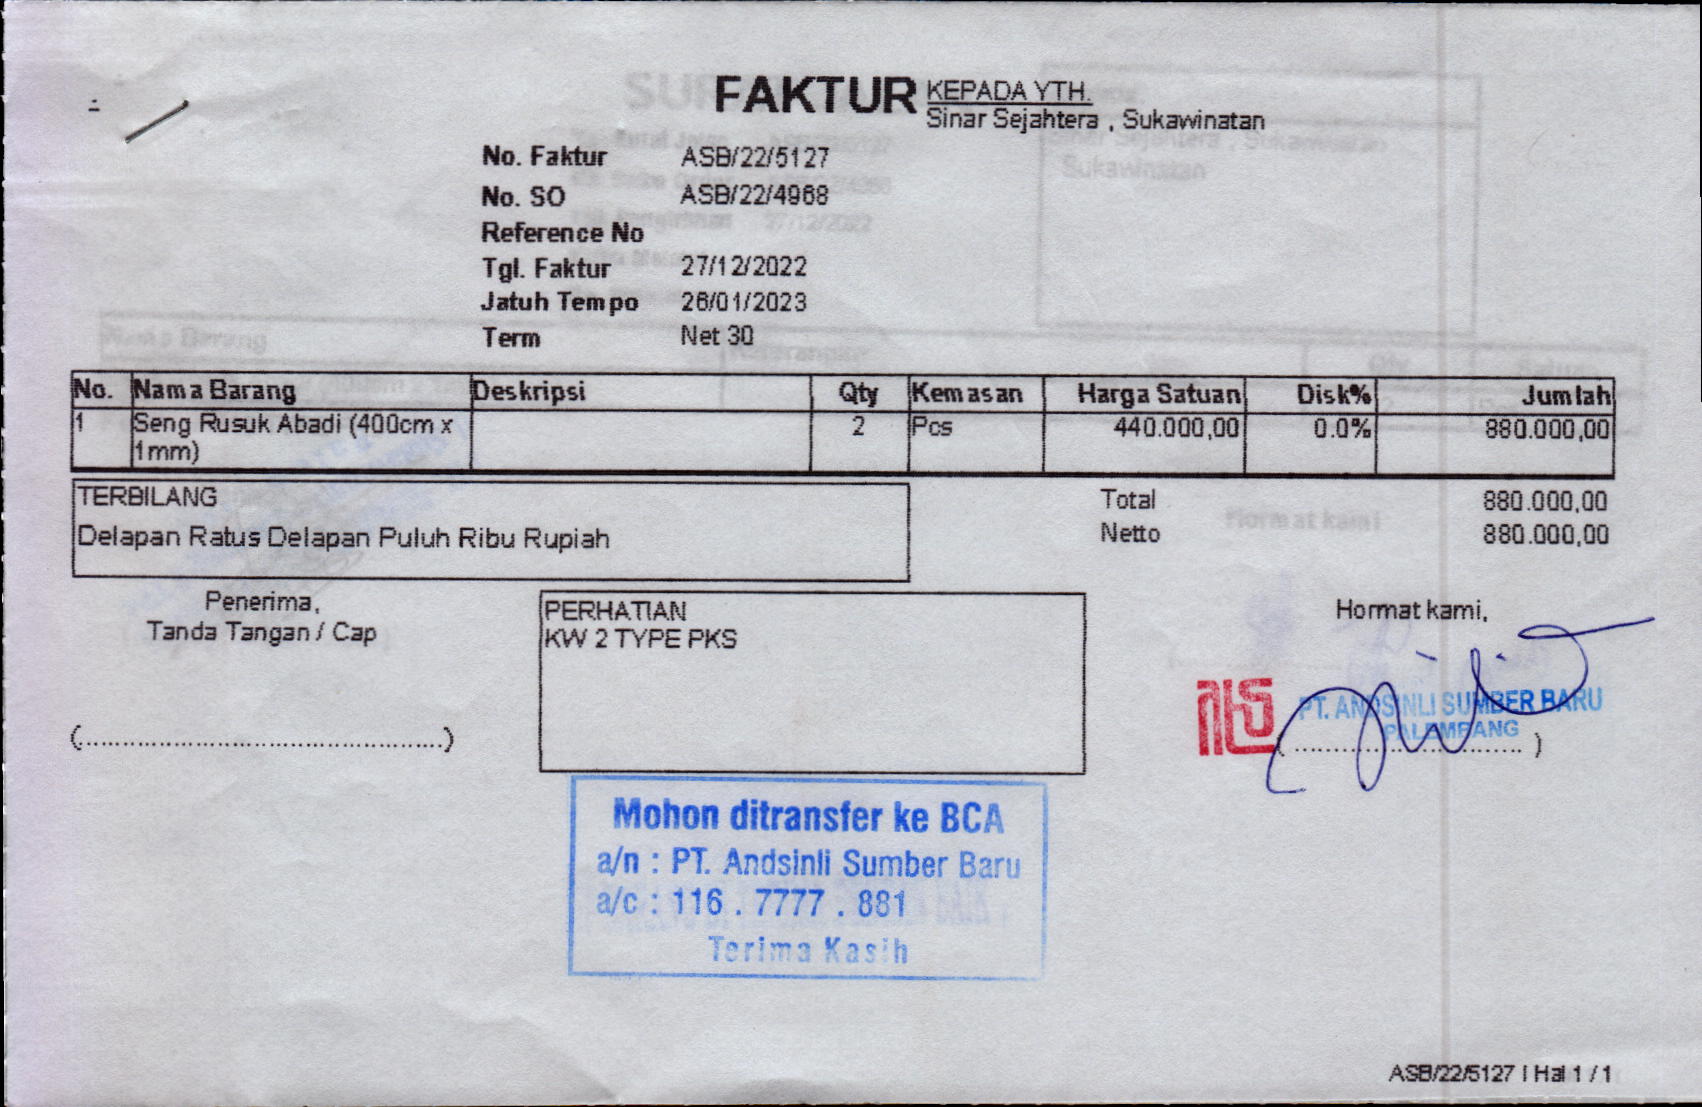 FAKTUR
KEPADA YTH.
Sinar Sejahtera , Sukawinatan
No. Faktur ASB/22/5127
No. SO ASB/22/4968
Reference No
Tgl. Faktur 27/12/2022
Jatuh Tempo 26/01/2023
Term Net 30
No. Nama Barang Deskripsi Qty Kemasan Harga Satuan Disk% Jumlah
1 Seng Rusuk Abadi (400cm x 2 Pcs 440.000,00 0.0% 880.000,00
1mm)
TERBILANG
Delapan Ratus Delapan Puluh Ribu Rupiah
Total 880.000,00
Netto 880.000,00
Penerima,
Tanda Tangan / Cap
(................................................)
PERHATIAN
KW 2 TYPE PKS
Hormat kami,
PT. ANDSINLI SUMBER BARU
PALEMBANG
(..............................)
Mohon ditransfer ke BCA
a/n : PT. Andsinli Sumber Baru
a/c : 116 . 7777 . 881
Terima Kasih
ASB/22/5127 | Hal 1 / 1